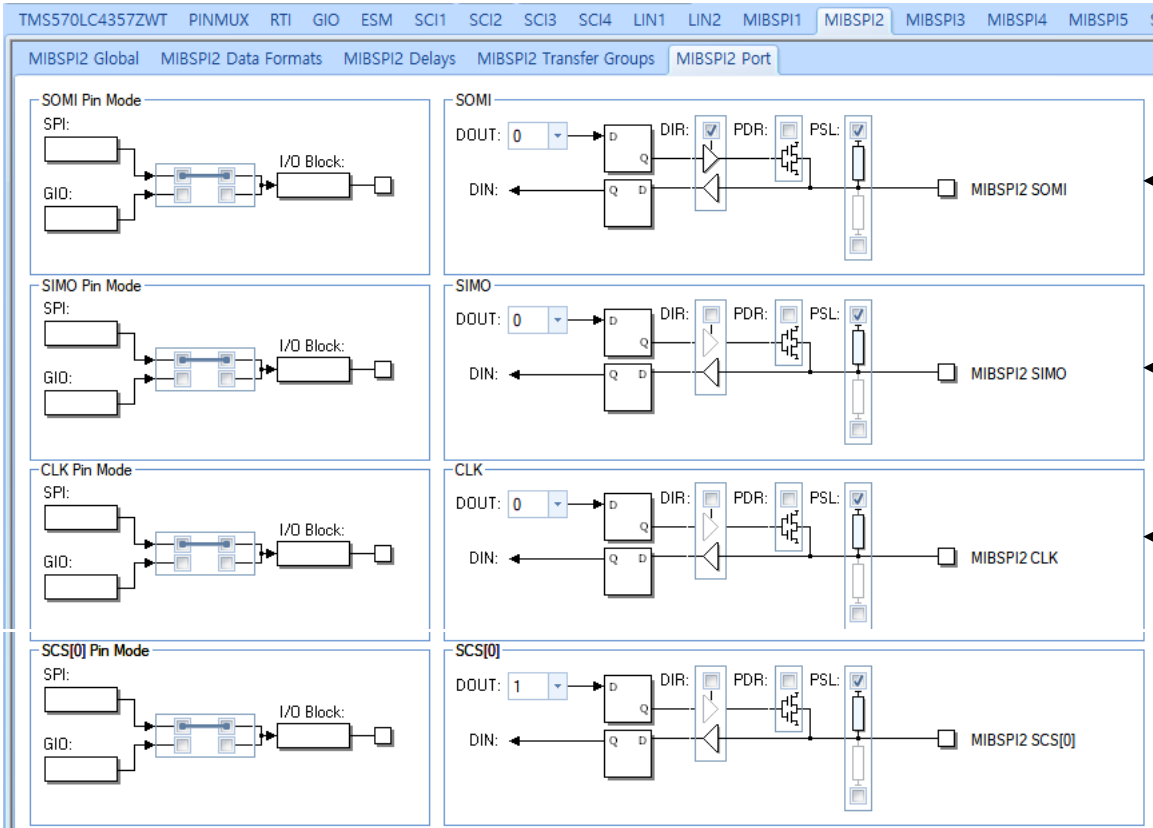 TMS570LC4357ZWT PINMUX RTI GIO ESM SCI1 SCI2 SCI3 SCI4 LIN1 LIN2 MIBSPI1 MIBSPI2 MIBSPI3 MIBSPI4 MIBSPI5
MIBSPI2 Global MIBSPI2 Data Formats MIBSPI2 Delays MIBSPI2 Transfer Groups MIBSPI2 Port
SOMI Pin Mode
SPI:
I/O Block:
GIO:
SOMI
DOUT: 0 D Q DIR: PDR: PSL:
DIN: Q D MIBSPI2 SOMI
SIMO Pin Mode
SPI:
I/O Block:
GIO:
SIMO
DOUT: 0 D Q DIR: PDR: PSL:
DIN: Q D MIBSPI2 SIMO
CLK Pin Mode
SPI:
I/O Block:
GIO:
CLK
DOUT: 0 D Q DIR: PDR: PSL:
DIN: Q D MIBSPI2 CLK
SCS[0] Pin Mode
SPI:
I/O Block:
GIO:
SCS[0]
DOUT: 1 D Q DIR: PDR: PSL:
DIN: Q D MIBSPI2 SCS[0]